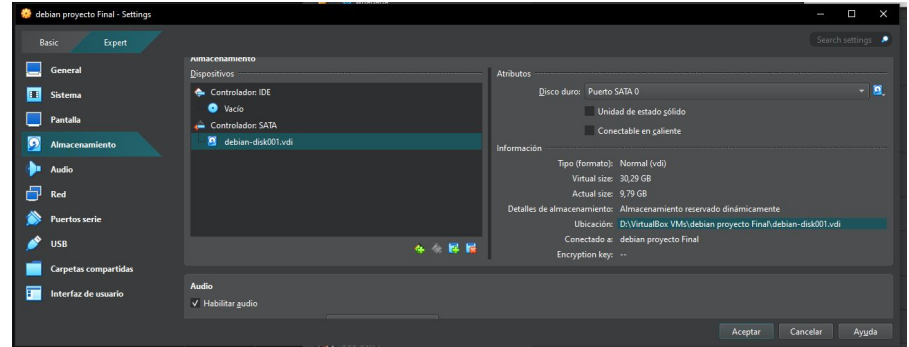 debian proyecto Final - Settings
Basic
Expert
Search settings
General
Sistema
Pantalla
Almacenamiento
Audio
Red
Puertos serie
USB
Carpetas compartidas
Interfaz de usuario
Almacenamiento
Dispositivos
Controlador: IDE
Vacío
Controlador: SATA
debian-disk001.vdi
Atributos
Disco duro: Puerto SATA 0
Unidad de estado sólido
Conectable en caliente
Información
Tipo (formato): Normal (vdi)
Virtual size: 30,29 GB
Actual size: 9,79 GB
Detalles de almacenamiento: Almacenamiento reservado dinámicamente
Ubicación: D:\VirtualBox VMs\debian proyecto Final\debian-disk001.vdi
Conectado a: debian proyecto Final
Encryption key: --
Audio
Habilitar audio
Aceptar
Cancelar
Ayuda